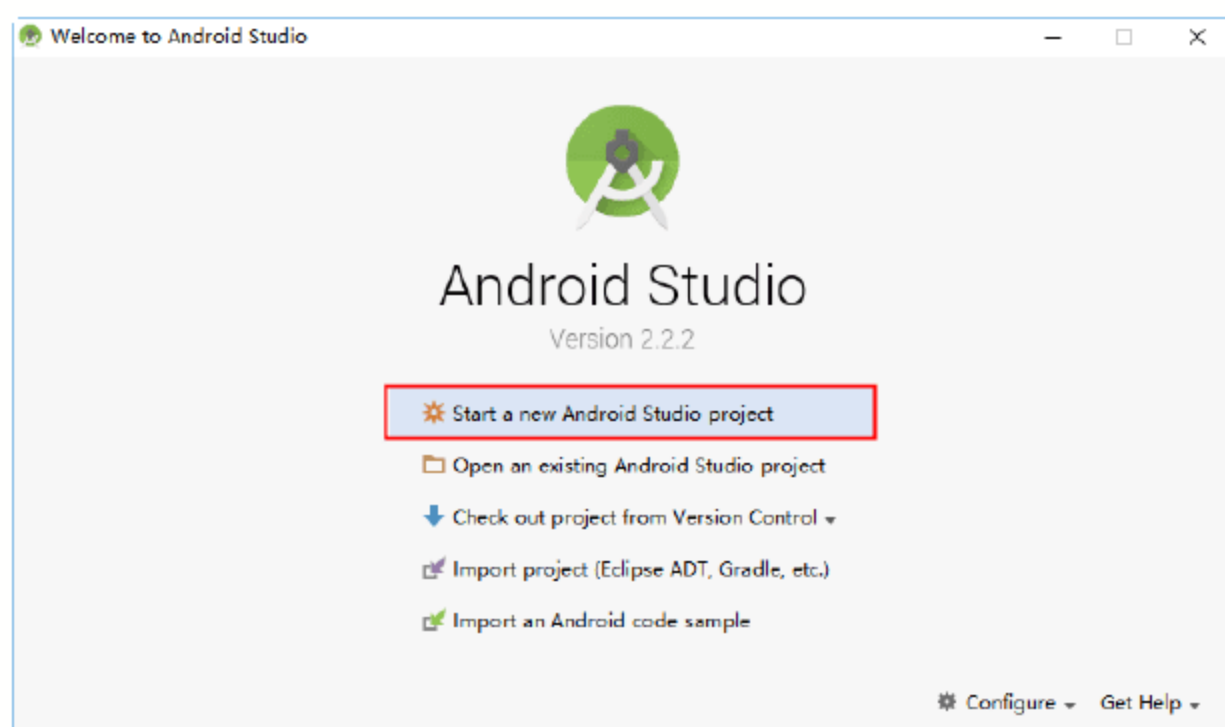 Welcome to Android Studio
Android Studio
Version 2.2.2
Start a new Android Studio project
Open an existing Android Studio project
Check out project from Version Control
Import project (Eclipse ADT, Gradle, etc.)
Import an Android code sample
Configure Get Help